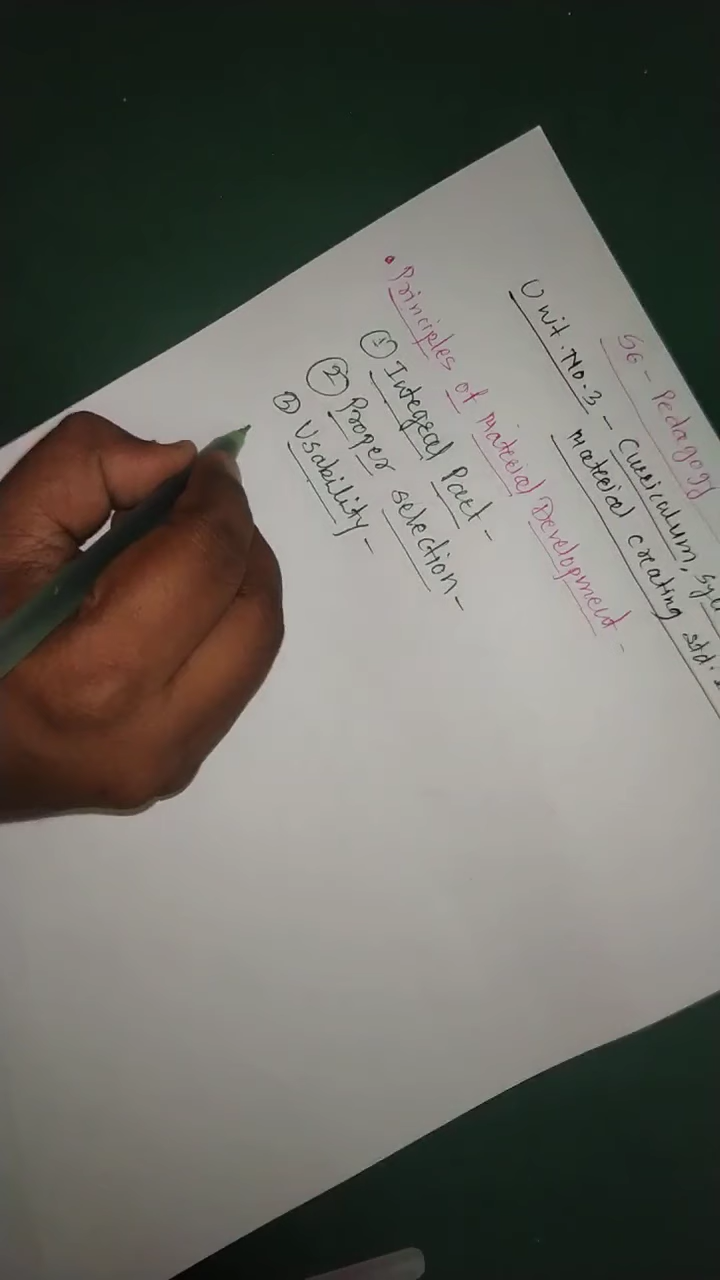 S6 - Pedagogy
Unit. No. 3 - Curriculum,
material creating std.
• Principles of Material Development -
① Integral Part -
② Proper selection -
③ Usability -